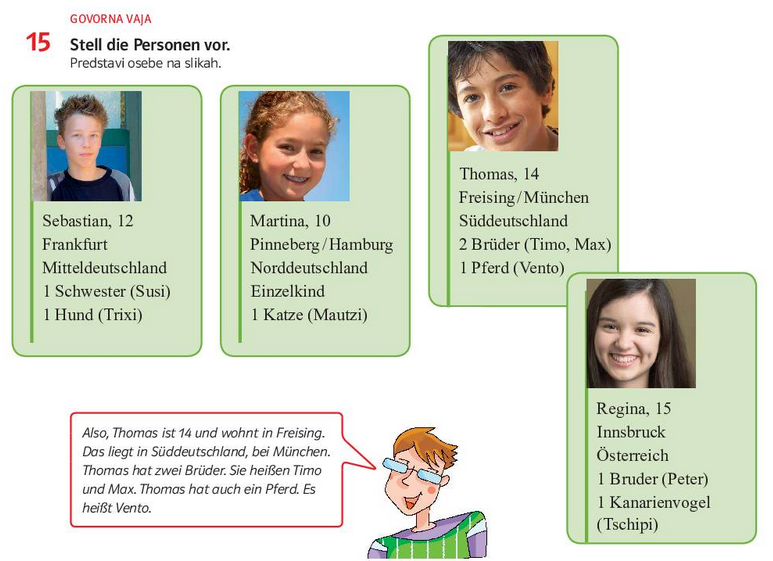 GOVORNA VAJA
15 Stell die Personen vor.
Predstavi osebe na slikah.
Sebastian, 12
Frankfurt
Mitteldeutschland
1 Schwester (Susi)
1 Hund (Trixi)
Martina, 10
Pinneberg/Hamburg
Norddeutschland
Einzelkind
1 Katze (Mautzi)
Thomas, 14
Freising/München
Süddeutschland
2 Brüder (Timo, Max)
1 Pferd (Vento)
Regina, 15
Innsbruck
Österreich
1 Bruder (Peter)
1 Kanarienvogel
(Tschipi)
Also, Thomas ist 14 und wohnt in Freising.
Das liegt in Süddeutschland, bei München.
Thomas hat zwei Brüder. Sie heißen Timo
und Max. Thomas hat auch ein Pferd. Es
heißt Vento.